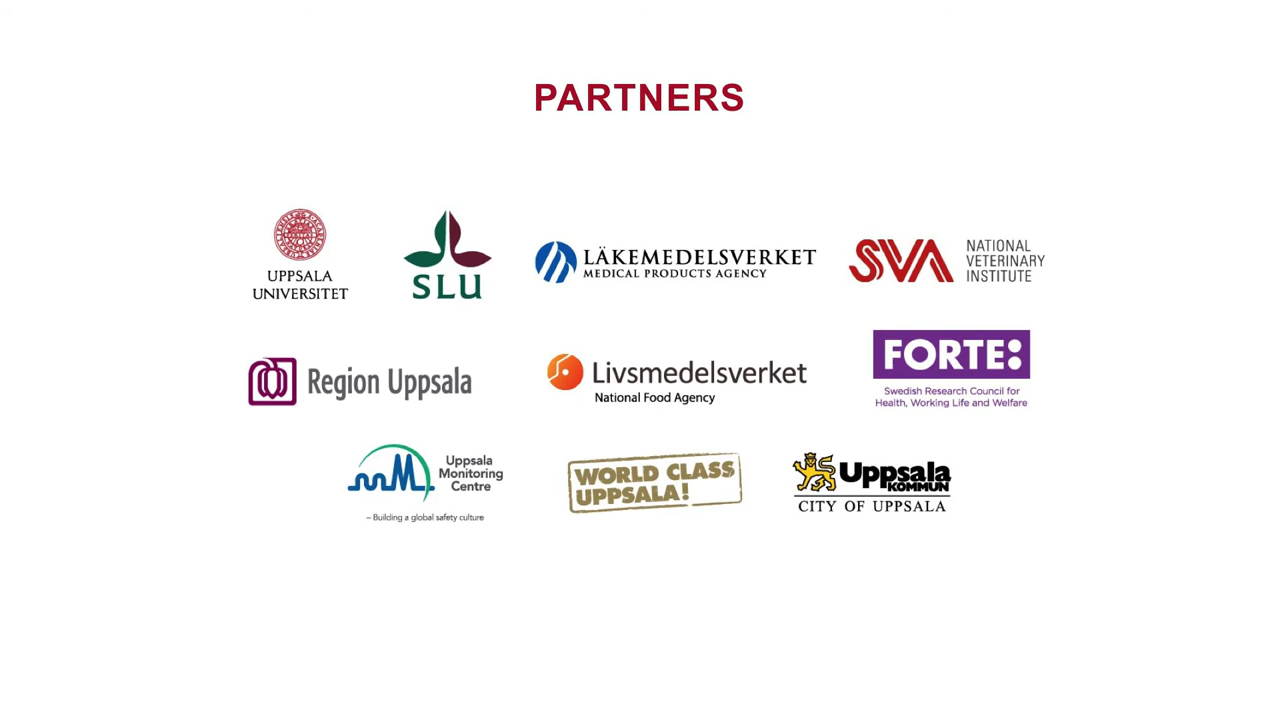 PARTNERS
UPPSALA
UNIVERSITET
SLU
LÄKEMEDELSVERKET
MEDICAL PRODUCTS AGENCY
SVA
NATIONAL
VETERINARY
INSTITUTE
Region Uppsala
Livsmedelsverket
National Food Agency
FORTE:
Swedish Research Council for
Health, Working Life and Welfare
Uppsala
Monitoring
Centre
– Building a global safety culture
WORLD CLASS
UPPSALA!
Uppsala
KOMMUN
CITY OF UPPSALA